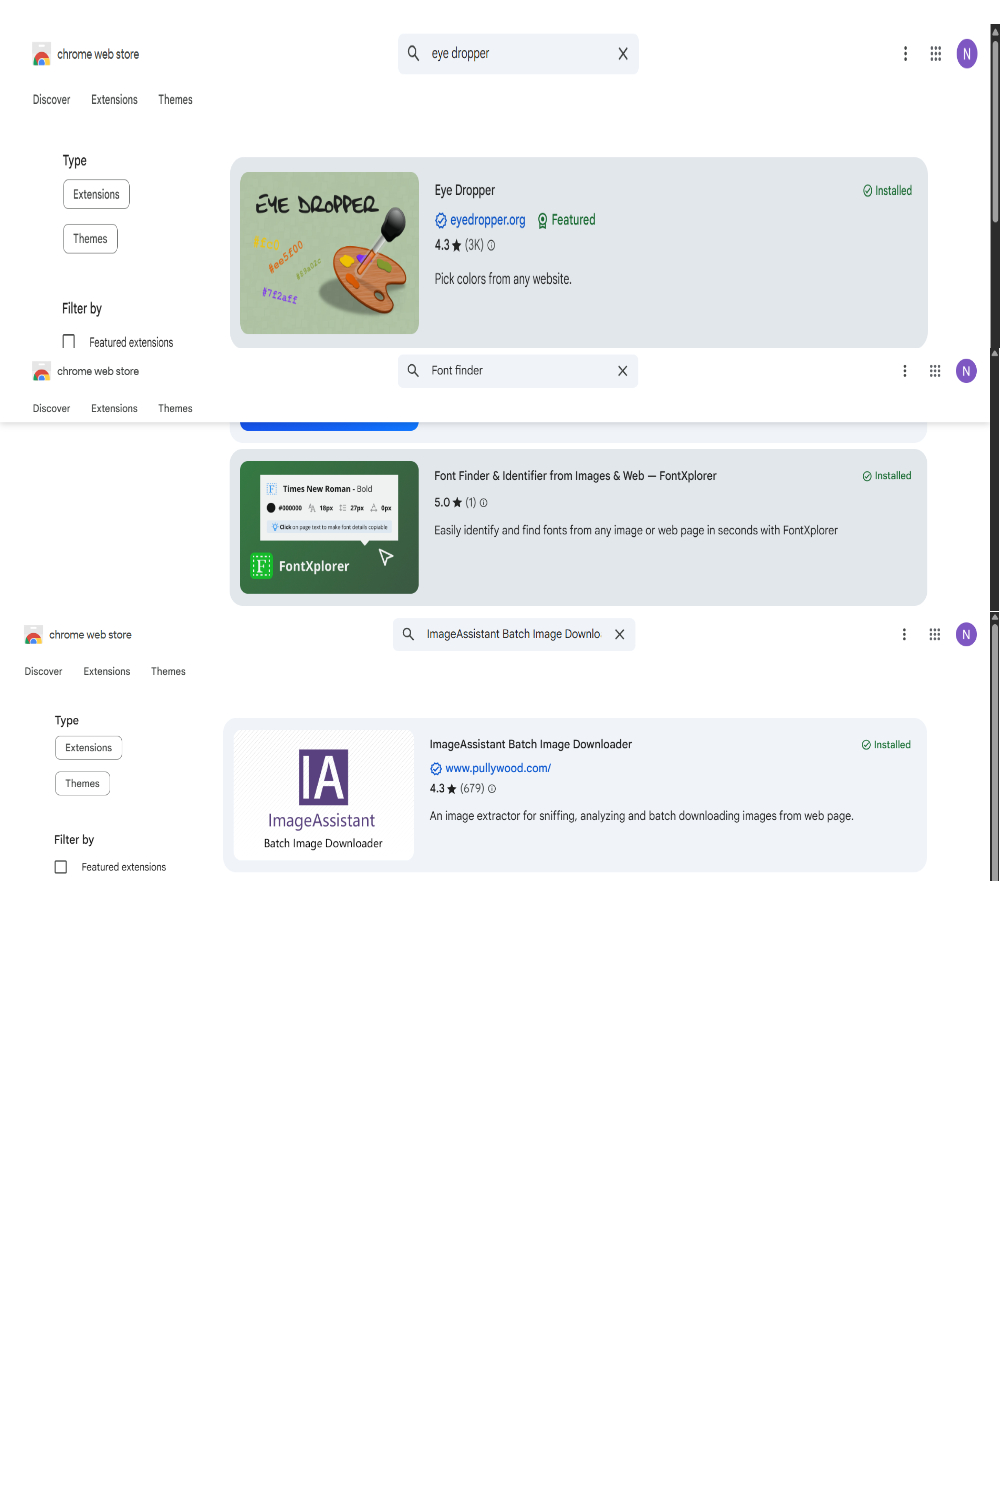 chrome web store
eye dropper
N
Discover Extensions Themes
Type
Extensions
Themes
Filter by
Featured extensions
EYE DROPPER
#ee5f00
#7f2aff
Eye Dropper
Installed
eyedropper.org Featured
4.3 ★ (3K)
Pick colors from any website.
chrome web store
Font finder
N
Discover Extensions Themes
Times New Roman - Bold
#000000 18px 27px 0px
Click on page text to make font details copiable
F FontXplorer
Font Finder & Identifier from Images & Web — FontXplorer
Installed
5.0 ★ (1)
Easily identify and find fonts from any image or web page in seconds with FontXplorer
chrome web store
ImageAssistant Batch Image Downlo
N
Discover Extensions Themes
Type
Extensions
Themes
Filter by
Featured extensions
IA
ImageAssistant
Batch Image Downloader
ImageAssistant Batch Image Downloader
Installed
www.pullywood.com/
4.3 ★ (679)
An image extractor for sniffing, analyzing and batch downloading images from web page.